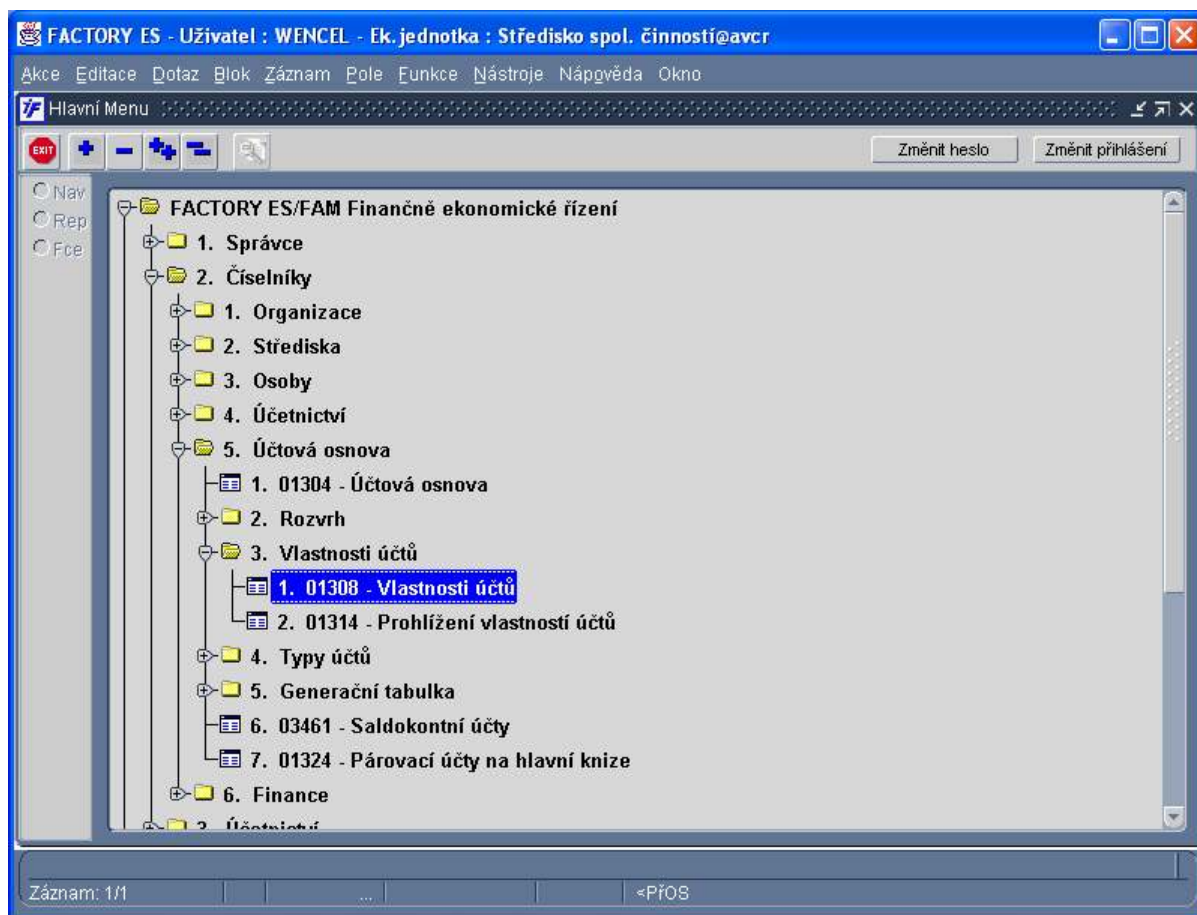 FACTORY ES - Uživatel : WENCEL - Ek. jednotka : Středisko spol. činností@avcr
Akce Editace Dotaz Blok Záznam Pole Funkce Nástroje Nápověda Okno
Hlavní Menu
EXIT Změnit heslo Změnit přihlášení
Nav
Rep
Fce
FACTORY ES/FAM Finančně ekonomické řízení
1. Správce
2. Číselníky
1. Organizace
2. Střediska
3. Osoby
4. Účetnictví
5. Účtová osnova
1. 01304 - Účtová osnova
2. Rozvrh
3. Vlastnosti účtů
1. 01308 - Vlastnosti účtů
2. 01314 - Prohlížení vlastností účtů
4. Typy účtů
5. Generační tabulka
6. 03461 - Saldokontní účty
7. 01324 - Párovací účty na hlavní knize
6. Finance
3. Účetnictví
Záznam: 1/1 ... <PřOS